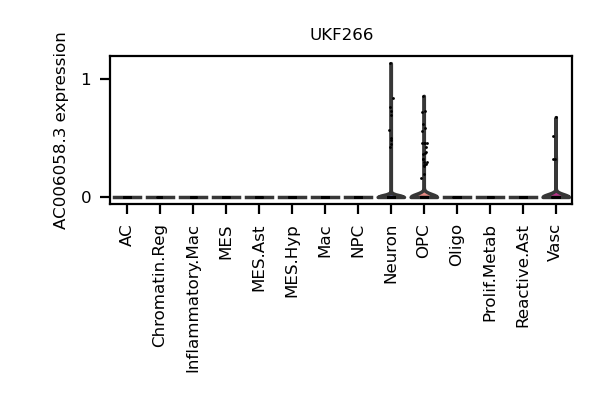 UKF266
AC006058.3 expression
1
0
AC
Chromatin.Reg
Inflammatory.Mac
MES
MES.Ast
MES.Hyp
Mac
NPC
Neuron
OPC
Oligo
Prolif.Metab
Reactive.Ast
Vasc